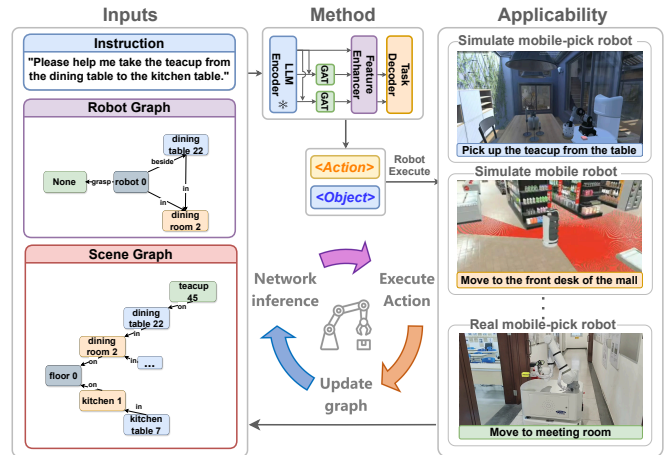 Inputs
Instruction
"Please help me take the teacup from
the dining table to the kitchen table."
Robot Graph
dining
table 22
beside
None
grasp
robot 0
in
in
dining
room 2
Scene Graph
teacup
45
on
dining
table 22
in
dining
room 2
in
...
on
floor 0
on
kitchen 1
in
kitchen
table 7
Method
LLM
Encoder
GAT
GAT
Feature
Enhancer
Task
Decoder
<Action>
<Object>
Robot
Execute
Network
inference
Execute
Action
Update
graph
Applicability
Simulate mobile-pick robot
Pick up the teacup from the table
Simulate mobile robot
Move to the front desk of the mall
Real mobile-pick robot
Move to meeting room